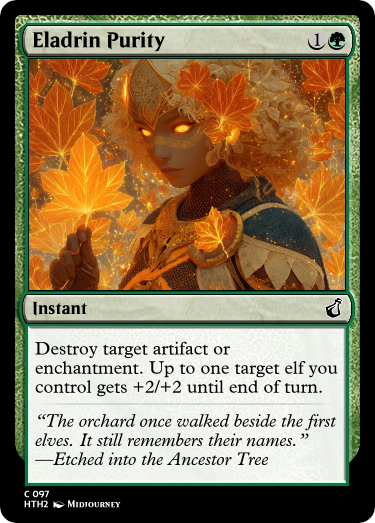 Eladrin Purity 1
Instant
Destroy target artifact or
enchantment. Up to one target elf you
control gets +2/+2 until end of turn.
“The orchard once walked beside the first
elves. It still remembers their names.”
—Etched into the Ancestor Tree
C 097
HTH2 Midjourney